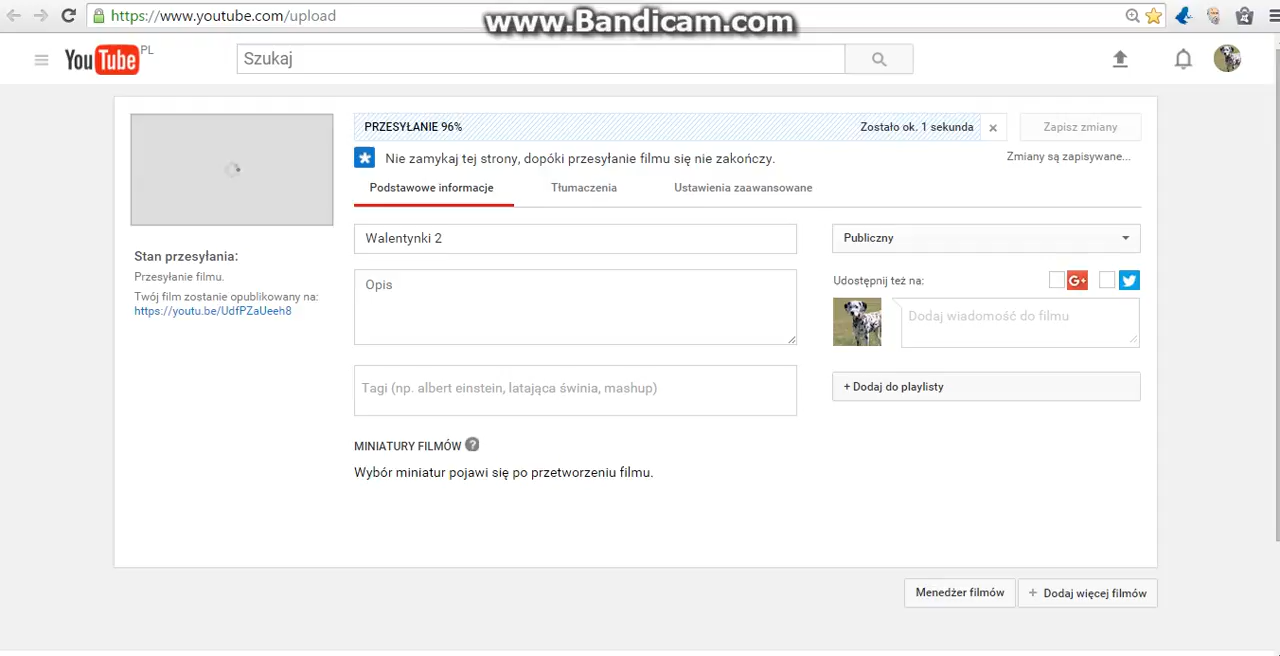 https://www.youtube.com/upload
www.Bandicam.com
YouTube PL
Szukaj
PRZESYŁANIE 96%
Zostało ok. 1 sekunda
Zapisz zmiany
Nie zamykaj tej strony, dopóki przesyłanie filmu się nie zakończy.
Zmiany są zapisywane...
Podstawowe informacje
Tłumaczenia
Ustawienia zaawansowane
Stan przesyłania:
Przesyłanie filmu.
Twój film zostanie opublikowany na:
https://youtu.be/UdfPZaUeeh8
Walentynki 2
Opis
Tagi (np. albert einstein, latająca świnia, mashup)
MINIATURY FILMÓW ?
Wybór miniatur pojawi się po przetworzeniu filmu.
Publiczny
Udostępnij też na:
G+
Dodaj wiadomość do filmu
+ Dodaj do playlisty
Menedżer filmów
+ Dodaj więcej filmów